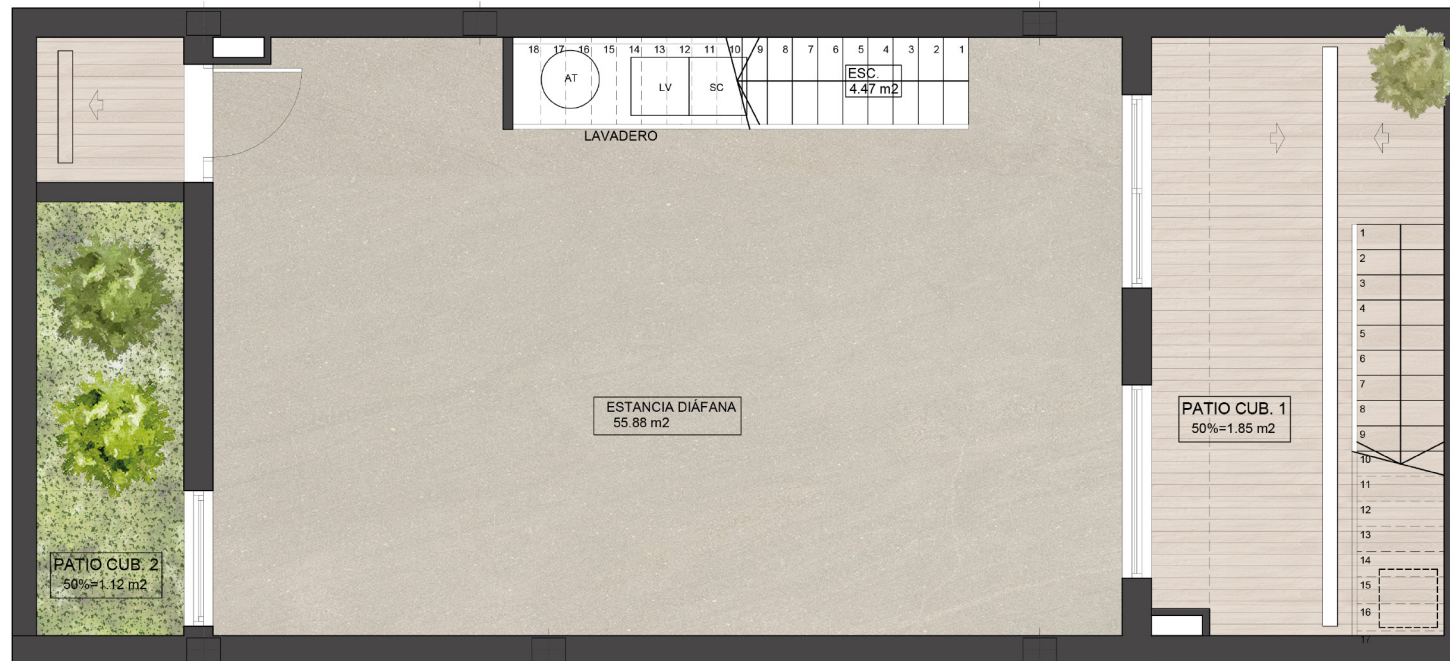 18 17 16 15 14 13 12 11 10 9 8 7 6 5 4 3 2 1
AT
LV
SC
ESC.
4.47 m2
LAVADERO
ESTANCIA DIÁFANA
55.88 m2
PATIO CUB. 2
50%=1.12 m2
PATIO CUB. 1
50%=1.85 m2
1
2
3
4
5
6
7
8
9
10
11
12
13
14
15
16
17